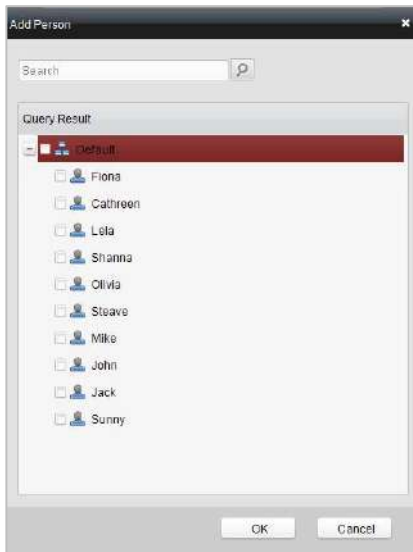 Add Person
Search
Query Result
Default
Fiona
Cathreen
Lela
Shanna
Olivia
Steave
Mike
John
Jack
Sunny
OK
Cancel